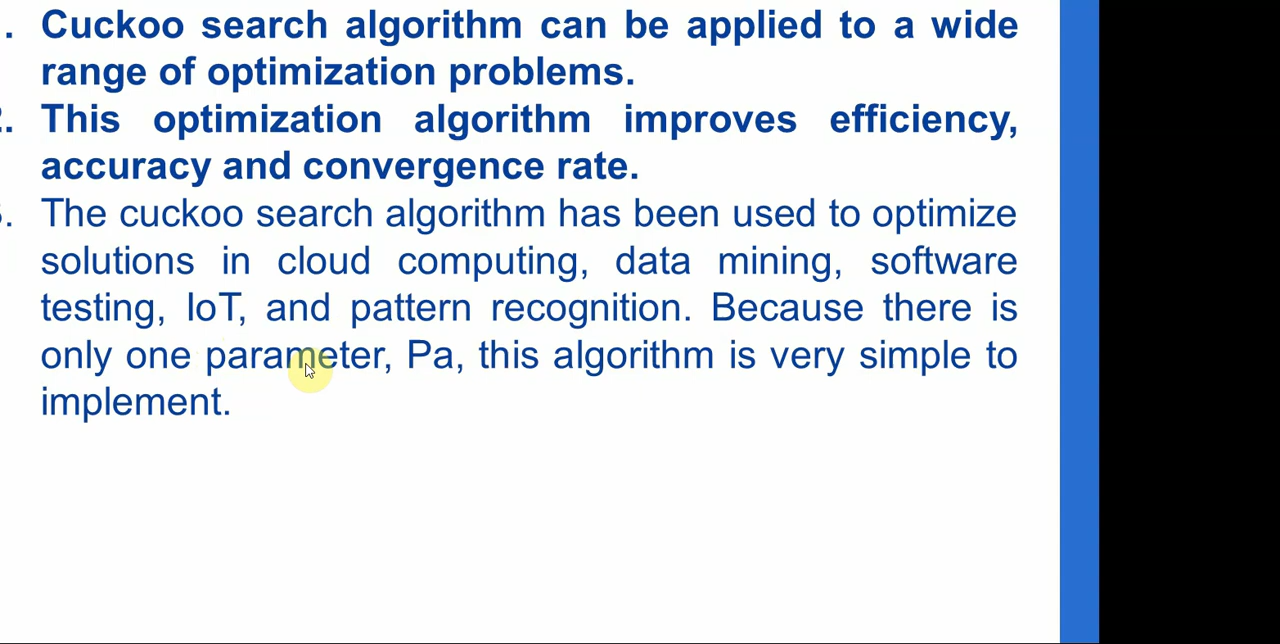 . Cuckoo search algorithm can be applied to a wide
range of optimization problems.
2. This optimization algorithm improves efficiency,
accuracy and convergence rate.
3. The cuckoo search algorithm has been used to optimize
solutions in cloud computing, data mining, software
testing, IoT, and pattern recognition. Because there is
only one parameter, Pa, this algorithm is very simple to
implement.